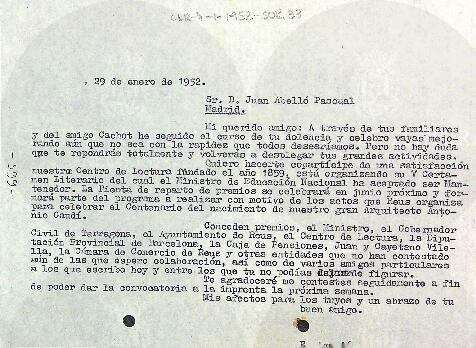 CLR-4-1-1952-SO2.33
, 29 de enero de 1952.
Sr. D. Juan Abelló Pascual
Madrid.
Mi querido amigo: A través de tus familiares
y del amigo Cachot he seguido el curso de tu dolencia y celebro vayas mejo-
rando aún que no sea con la rapidez que todos desearíamos. Pero no hay duda
que te repondrás totalmente y volverás a desplegar tus grandes actividades.
Quiero hacerte copartícipe de una satisfacción
nuestra Centro de Lectura fundado el año 1859, está organizando su V Certa-
men Literario del cual el Ministro de Educación Nacional ha aceptado ser Man-
tenedor. La Fiesta de reparto de premios se celebrará en junio próximo y for-
mará parte del programa a realizar con motivo de los actos que Reus organiza
para celebrar el Centenario del nacimiento de nuestro gran Arquitecto Anto-
nio Gaudí.
Conceden premios, el Ministro, el Gobernador
Civil de Tarragona, el Ayuntamiento de Reus, el Centro de Lectura, la Dipu-
tación Provincial de Barcelona, la Caja de Pensiones, Juan y Cayetano Vile-
lla, la Cámara de Comercio de Reus y otras entidades que no han contestado
aún de las que espero colaboración, así como de varios amigos particulares
a los que escribo hoy y entre los que tu no podías figurar.
Te agradeceré me contestes seguidamente a fin
de poder dar la convocatoria a la imprenta la próxima semana.
Mis afectos para los tuyos y un abrazo de tu
buen amigo.